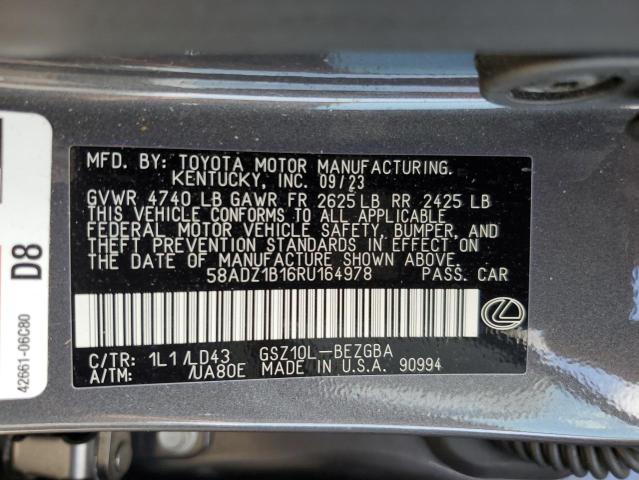 MFD. BY: TOYOTA MOTOR MANUFACTURING.
KENTUCKY, INC. 09/23
GVWR 4740 LB GAWR FR 2625 LB RR 2425 LB
THIS VEHICLE CONFORMS TO ALL APPLICABLE
FEDERAL MOTOR VEHICLE SAFETY, BUMPER, AND
THEFT PREVENTION STANDARDS IN EFFECT ON
THE DATE OF MANUFACTURE SHOWN ABOVE.
58ADZ1B16RU164978 PASS. CAR
C/TR: 1L1/LD43 GSZ10L-BEZGBA
A/TM: /UA80E MADE IN U.S.A. 90994
42661-06C80
D8